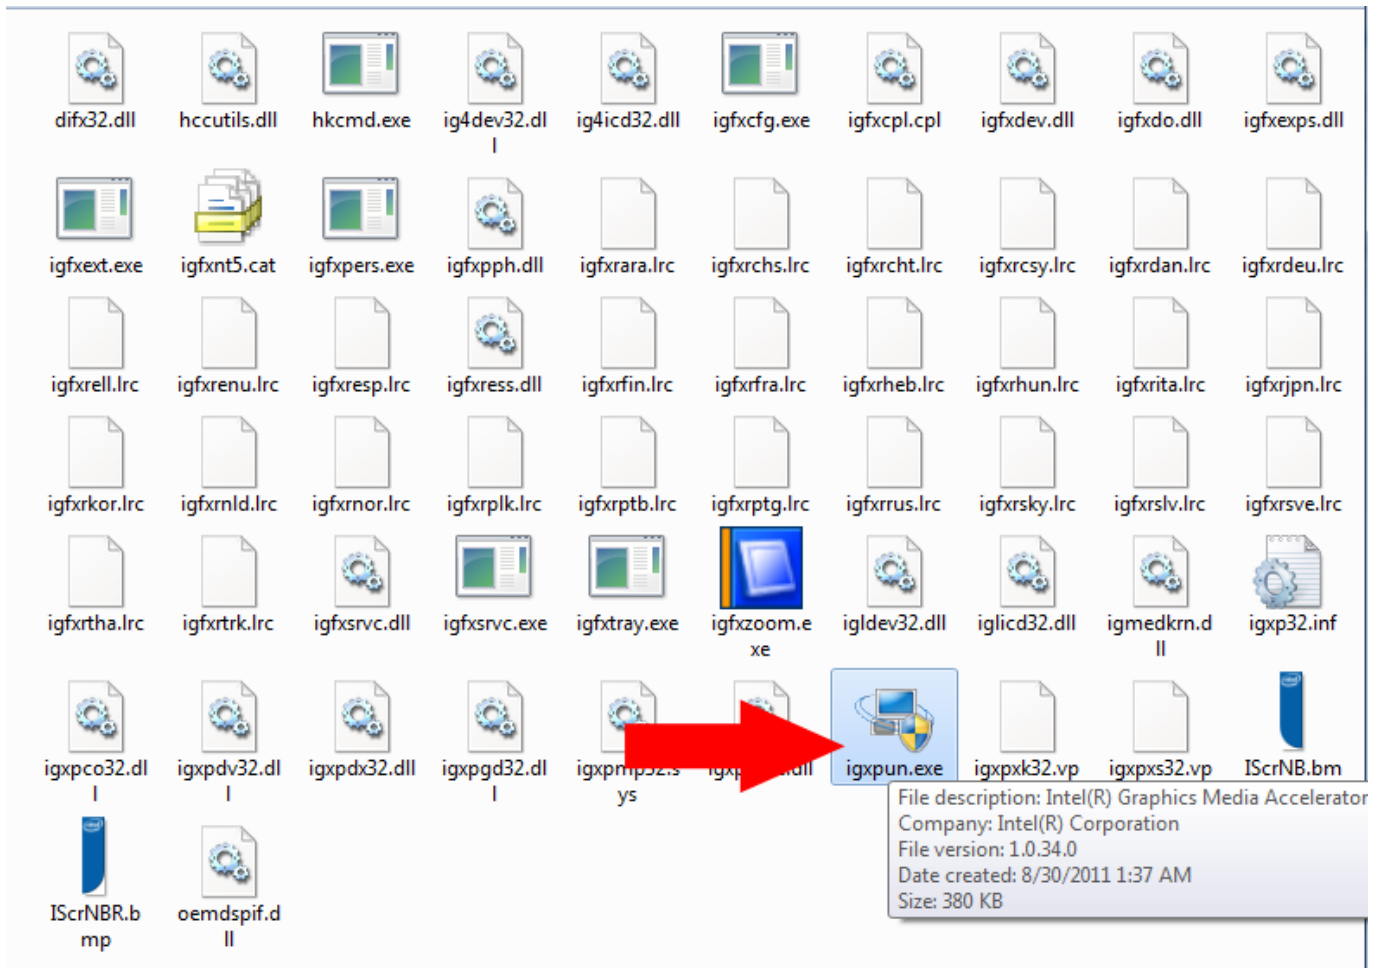 difx32.dll hccutils.dll hkcmd.exe ig4dev32.dl ig4icd32.dll igfxcfg.exe igfxcpl.cpl igfxdev.dll igfxdo.dll igfxexps.dll
l
igfxext.exe igfxnt5.cat igfxpers.exe igfxpph.dll igfxrara.lrc igfxrchs.lrc igfxrcht.lrc igfxrcsy.lrc igfxrdan.lrc igfxrdeu.lrc
igfxrell.lrc igfxrenu.lrc igfxresp.lrc igfxress.dll igfxrfin.lrc igfxrfra.lrc igfxrheb.lrc igfxrhun.lrc igfxrita.lrc igfxrjpn.lrc
igfxrkor.lrc igfxrnld.lrc igfxrnor.lrc igfxrplk.lrc igfxrptb.lrc igfxrptg.lrc igfxrrus.lrc igfxrsky.lrc igfxrslv.lrc igfxrsve.lrc
igfxrtha.lrc igfxrtrk.lrc igfxsrvc.dll igfxsrvc.exe igfxtray.exe igfxzoom.e igldev32.dll iglicd32.dll igmedkrn.d igxp32.inf
xe ll
igxpco32.dl igxpdv32.dl igxpdx32.dll igxpgd32.dl igxpmp32.s igxpun.exe igxpxk32.vp igxpxs32.vp IScrNB.bm
l l l ys
File description: Intel(R) Graphics Media Accelerator
Company: Intel(R) Corporation
File version: 1.0.34.0
Date created: 8/30/2011 1:37 AM
Size: 380 KB
IScrNBR.b oemdspif.d
mp ll